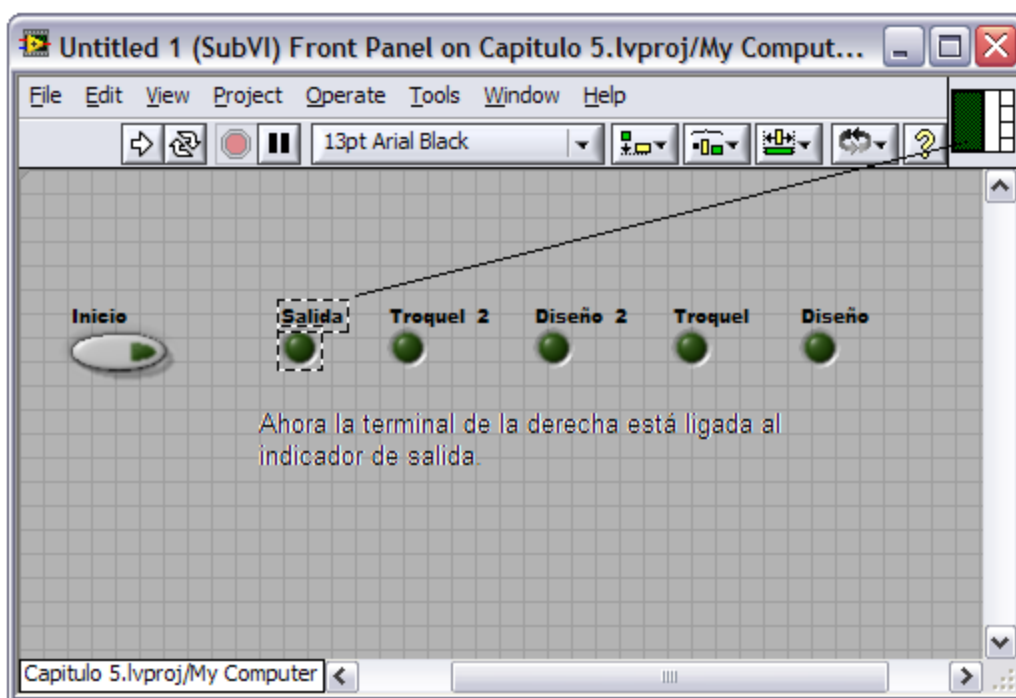 Untitled 1 (SubVI) Front Panel on Capitulo 5.lvproj/My Comput...
File Edit View Project Operate Tools Window Help
13pt Arial Black
Inicio Salida Troquel 2 Diseño 2 Troquel Diseño
Ahora la terminal de la derecha está ligada al
indicador de salida.
Capitulo 5.lvproj/My Computer